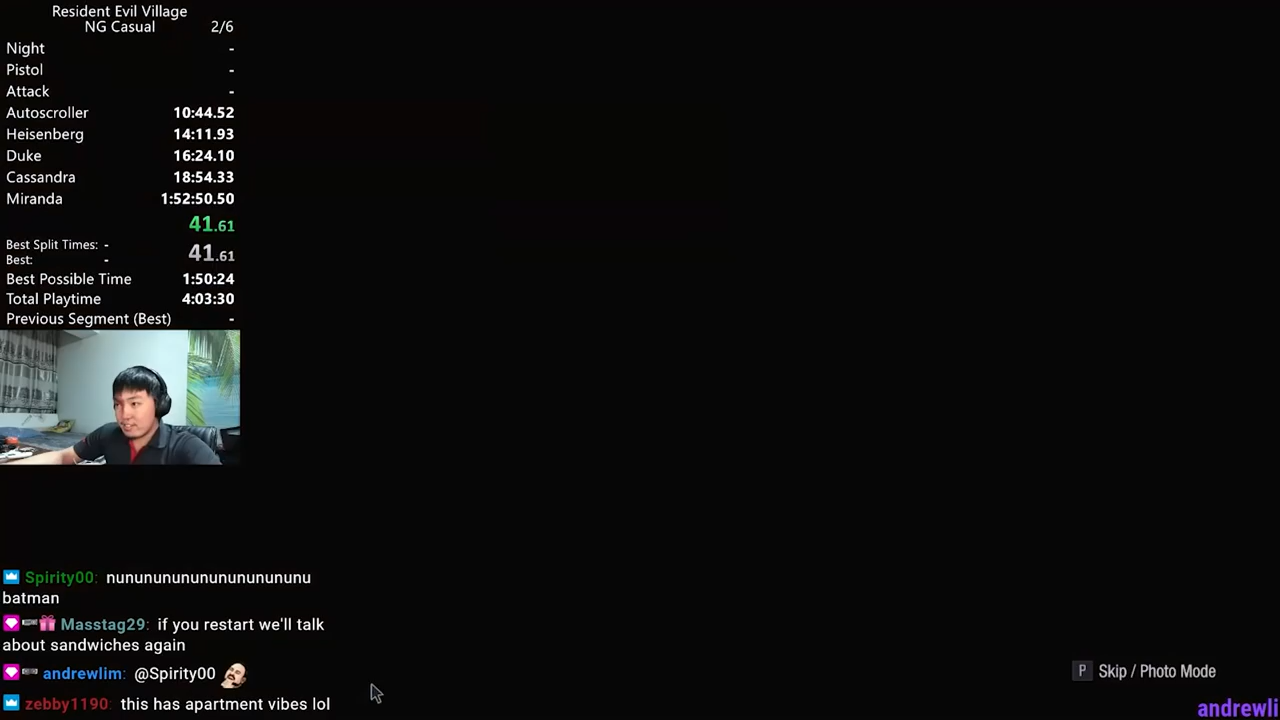 Resident Evil Village
NG Casual 2/6
Night -
Pistol -
Attack -
Autoscroller 10:44.52
Heisenberg 14:11.93
Duke 16:24.10
Cassandra 18:54.33
Miranda 1:52:50.50
41.61
Best Split Times: -
Best: -
41.61
Best Possible Time 1:50:24
Total Playtime 4:03:30
Previous Segment (Best) -
Spirity00: nunununununununununu
batman
Masstag29: if you restart we'll talk
about sandwiches again
andrewlim: @Spirity00
zebby1190: this has apartment vibes lol
P Skip / Photo Mode
andrewli